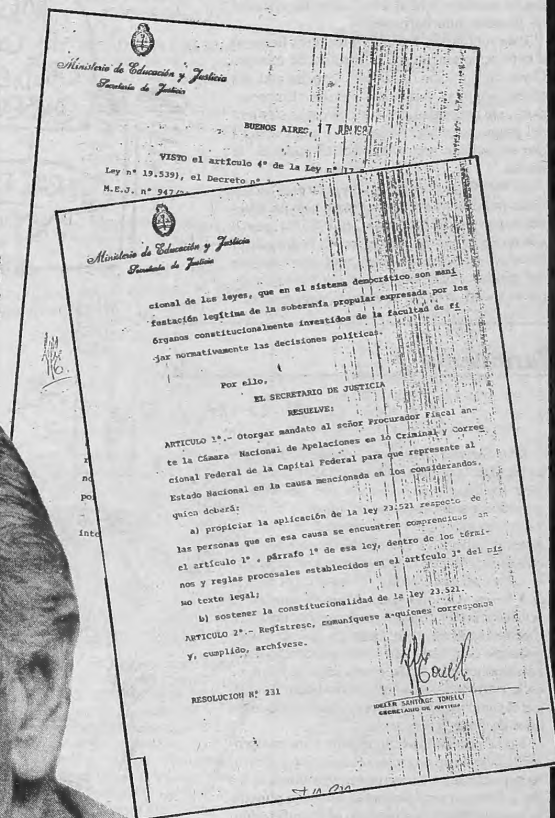 Ministerio de Educación y Justicia
Secretaría de Justicia
BUENOS AIRES, 17 JUN 1987
VISTO el artículo 4° de la Ley n°
Ley n° 19.539), el Decreto n°
M.E.J. n° 947/
Ministerio de Educación y Justicia
Secretaría de Justicia
cional de las leyes, que en el sistema democrático son mani
festación legítima de la soberanía propular expresada por los
órganos constitucionalmente investidos de la facultad de fi
jar normativamente las decisiones políticas.
Por ello,
EL SECRETARIO DE JUSTICIA
RESUELVE:
ARTICULO 1°.- Otorgar mandato al señor Procurador Fiscal an-
te la Cámara Nacional de Apelaciones en lo Criminal y Correc
cional Federal de la Capital Federal para que represente al
Estado Nacional en la causa mencionada en los considerandos,
quien deberá:
a) propiciar la aplicación de la ley 23.521 respecto de
las personas que en esa causa se encuentren comprendidas en
el artículo 1°, párrafo 1° de esa ley, dentro de los térmi-
nos y reglas procesales establecidos en el artículo 3° del mis
mo texto legal;
b) sostener la constitucionalidad de la ley 23.521.
ARTICULO 2°.- Regístrese, comuníquese a quienes corresponda
y, cumplido, archívese.
RESOLUCION N° 231
IDELER SANTIAGO TONELLI
SECRETARIO DE JUSTICIA